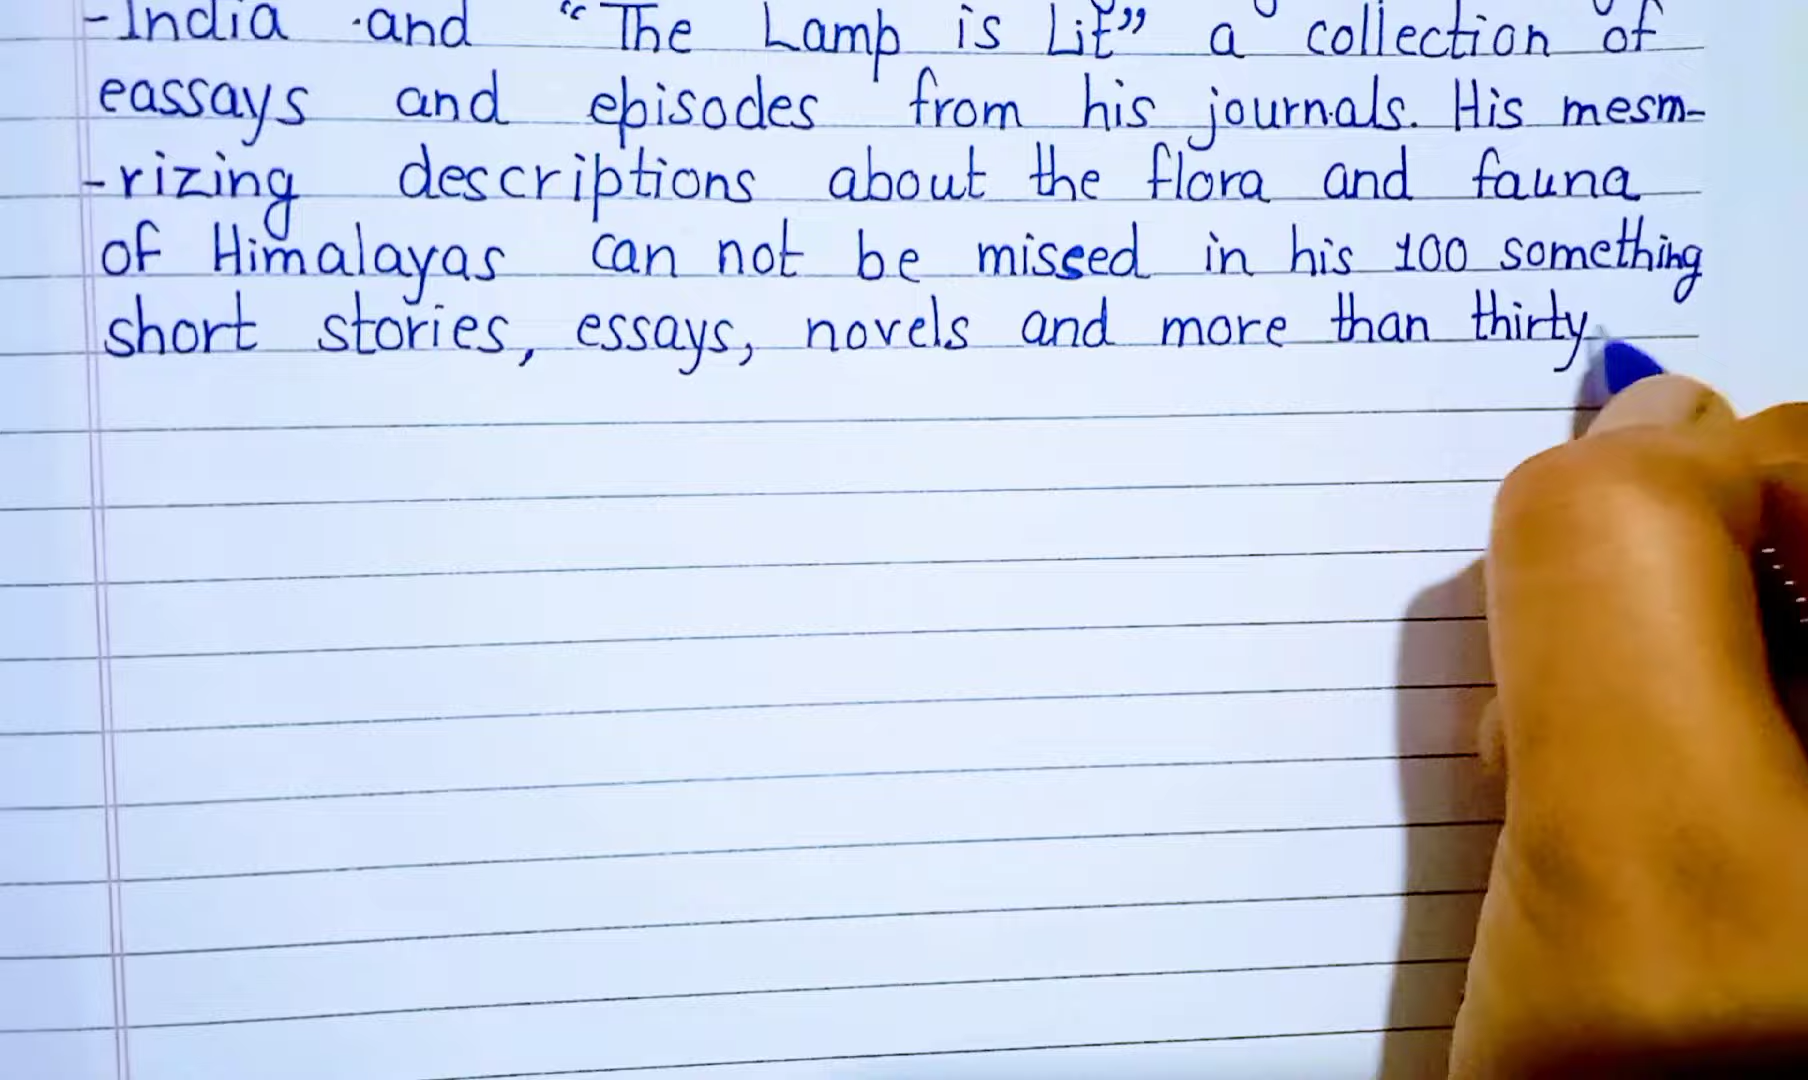 -India and “The Lamp is Lit” a collection of
eassays and episodes from his journals. His mesm-
-rizing descriptions about the flora and fauna
of Himalayas can not be missed in his 100 something
short stories, essays, novels and more than thirty